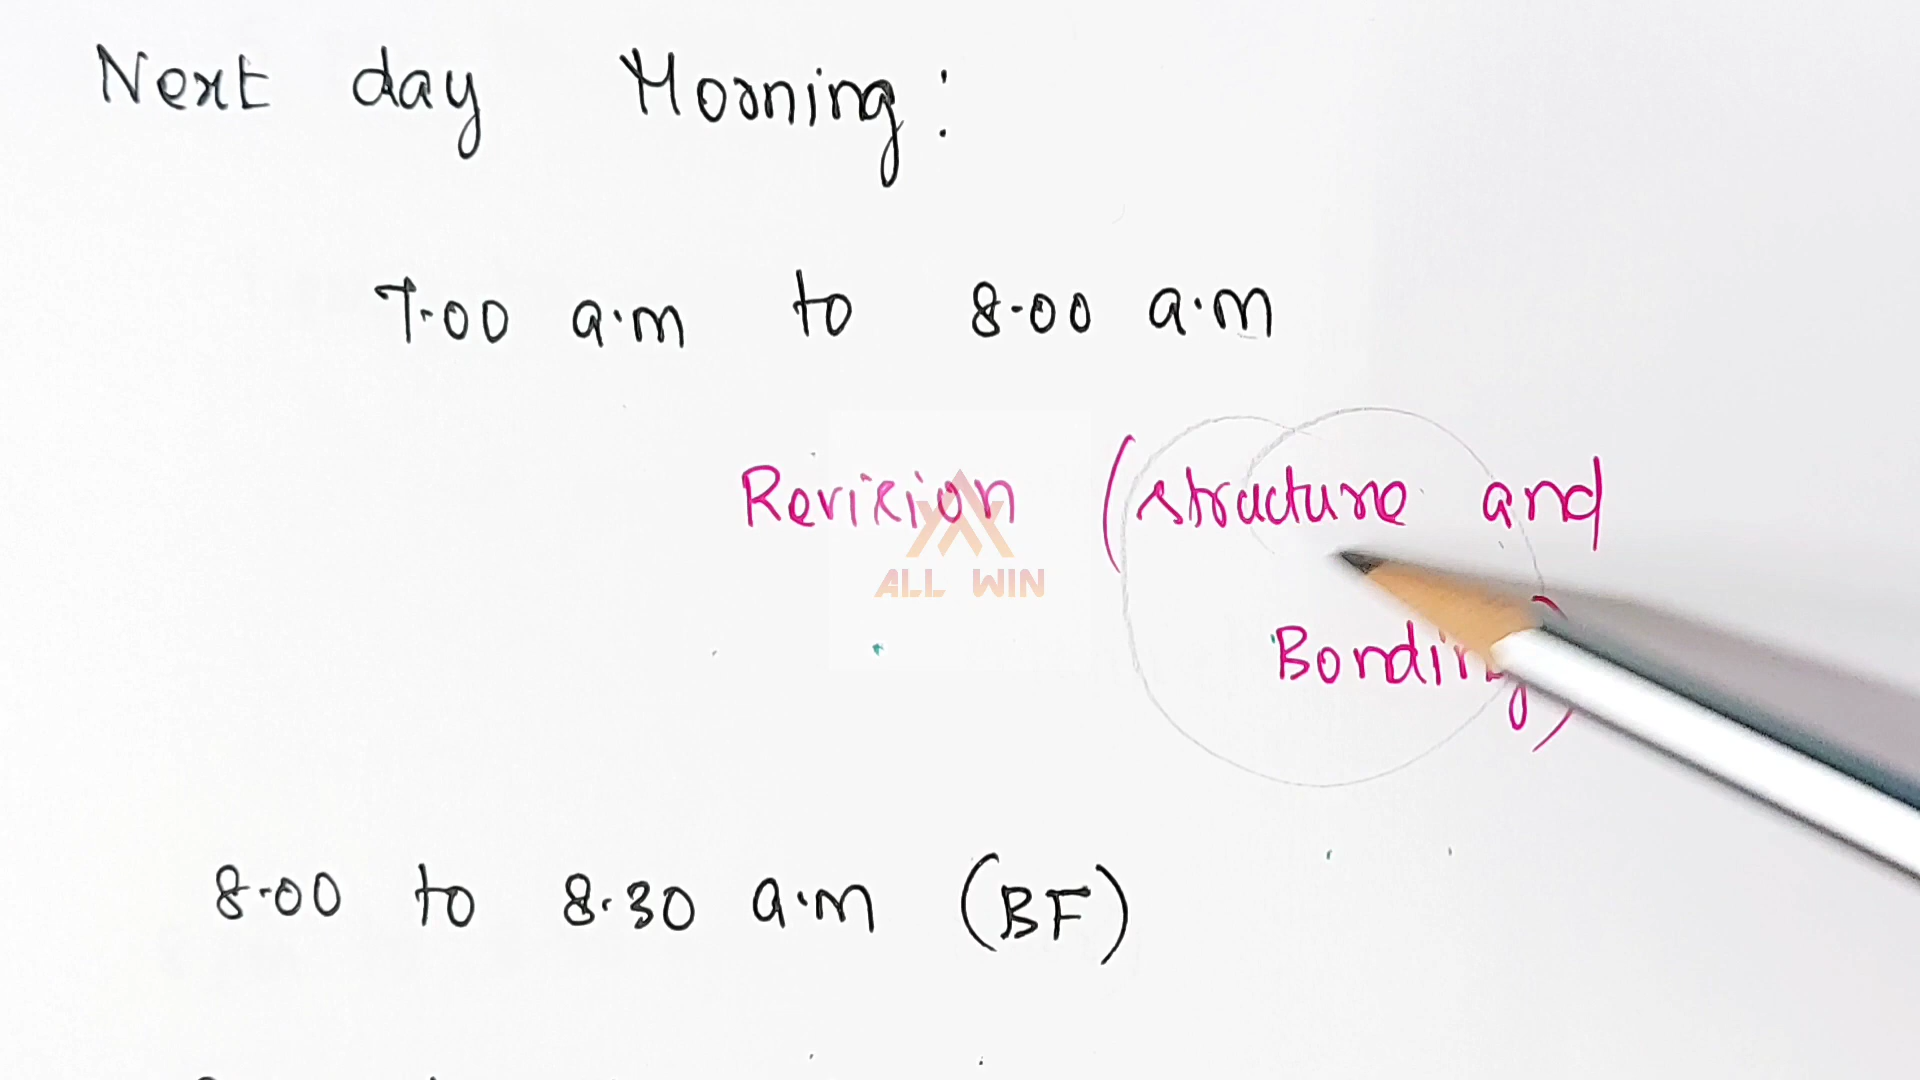 Next day Morning:
7.00 a.m to 8.00 a.m
Revision (structure and
Bonding)
ALL WIN
8.00 to 8.30 a.m (BF)